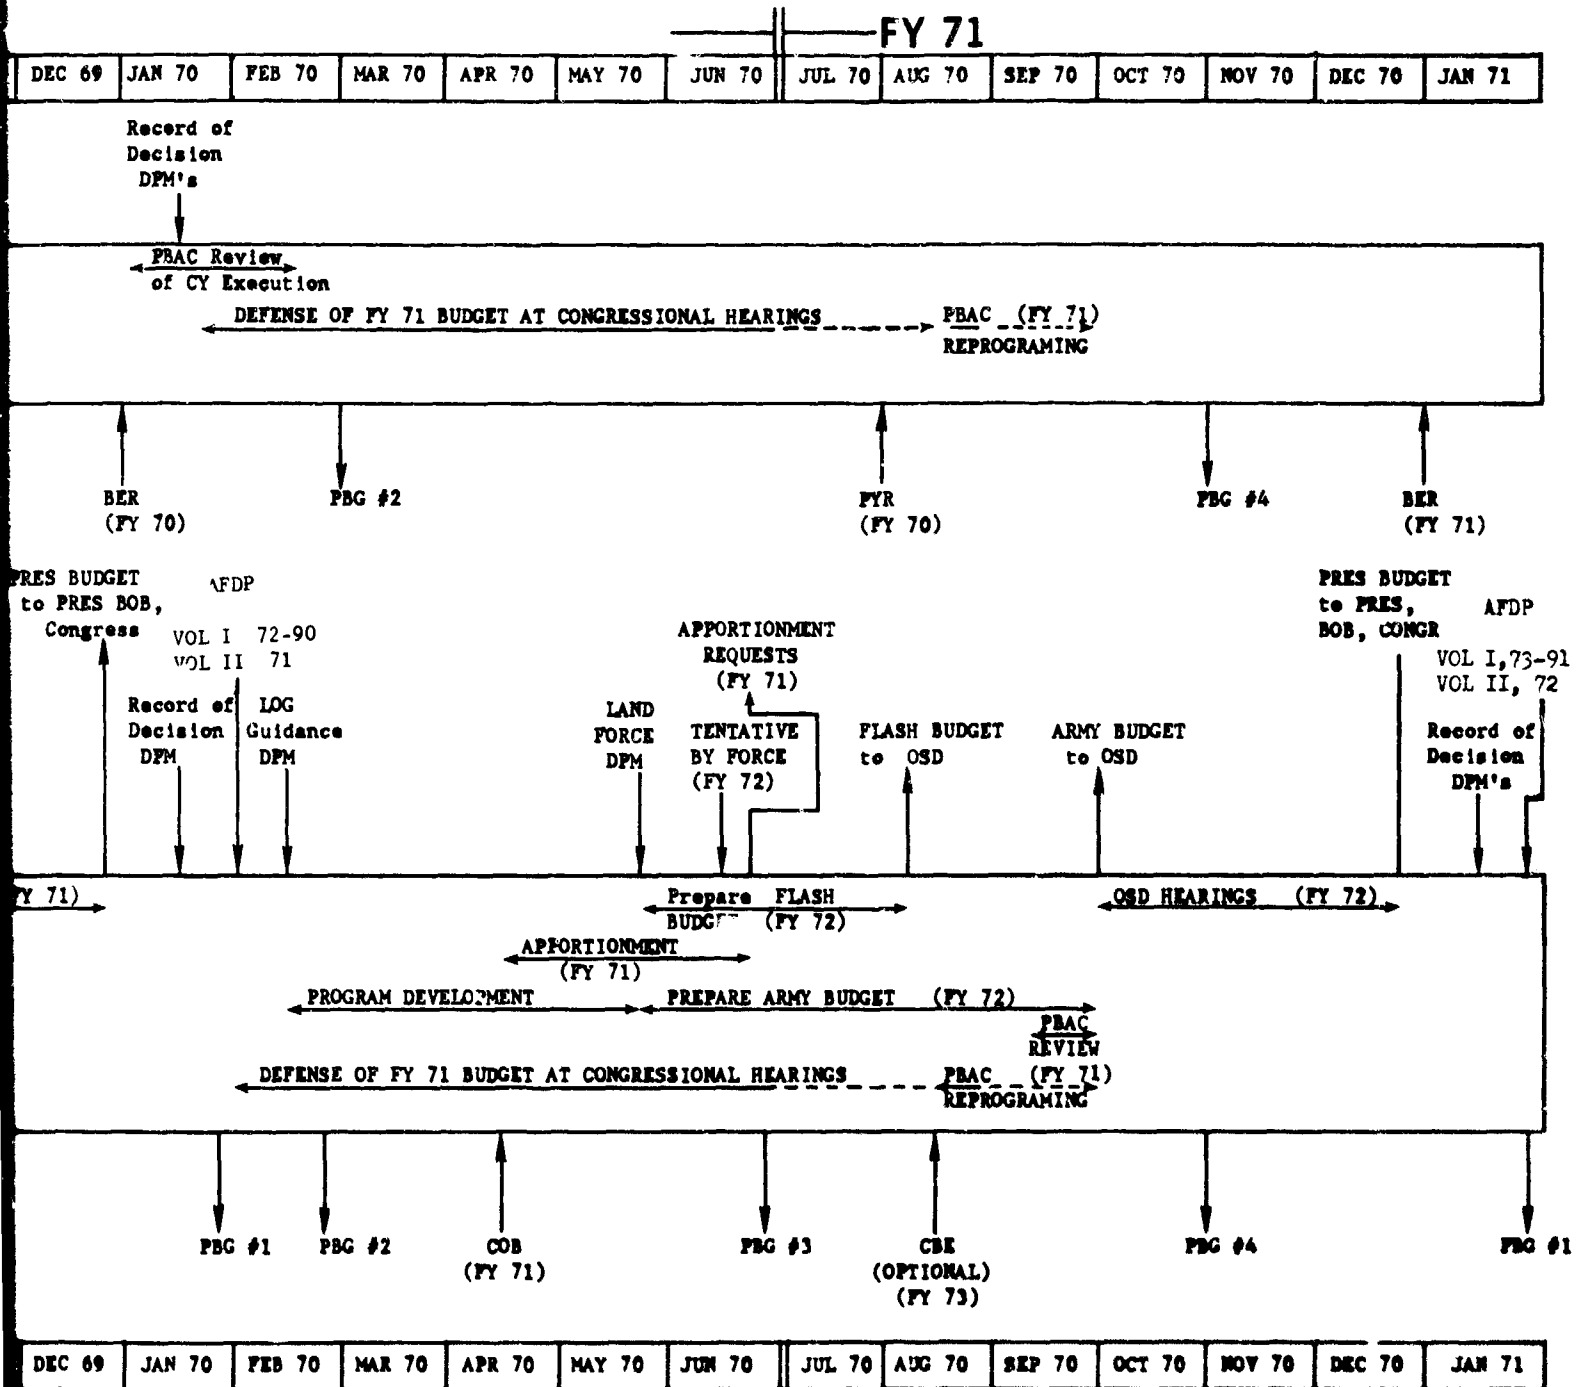 FY 71
DEC 69 JAN 70 FEB 70 MAR 70 APR 70 MAY 70 JUN 70 JUL 70 AUG 70 SEP 70 OCT 70 NOV 70 DEC 70 JAN 71
Record of
Decision
DPM's
PBAC Review
of CY Execution
DEFENSE OF FY 71 BUDGET AT CONGRESSIONAL HEARINGS
PBAC (FY 71)
REPROGRAMING
BER
(FY 70)
PBG #2
PYR
(FY 70)
PBG #4
BER
(FY 71)
PRES BUDGET
to PRES BOB,
Congress
AFDP
VOL I 72-90
VOL II 71
Record of
Decision
DPM
LOG
Guidance
DPM
LAND
FORCE
DPM
APPORTIONMENT
REQUESTS
(FY 71)
TENTATIVE
BY FORCE
(FY 72)
FLASH BUDGET
to OSD
ARMY BUDGET
to OSD
PRES BUDGET
to PRES,
BOB, CONGR
AFDP
VOL I,73-91
VOL II, 72
Record of
Decision
DPM's
FY 71)
Prepare FLASH
BUDGET (FY 72)
OSD HEARINGS (FY 72)
APPORTIONMENT
(FY 71)
PROGRAM DEVELOPMENT
PREPARE ARMY BUDGET (FY 72)
PBAC
REVIEW
DEFENSE OF FY 71 BUDGET AT CONGRESSIONAL HEARINGS
PBAC (FY 71)
REPROGRAMING
PBG #1
PBG #2
COB
(FY 71)
PBG #3
CBE
(OPTIONAL)
(FY 73)
PBG #4
PBG #1
DEC 69 JAN 70 FEB 70 MAR 70 APR 70 MAY 70 JUN 70 JUL 70 AUG 70 SEP 70 OCT 70 NOV 70 DEC 70 JAN 71